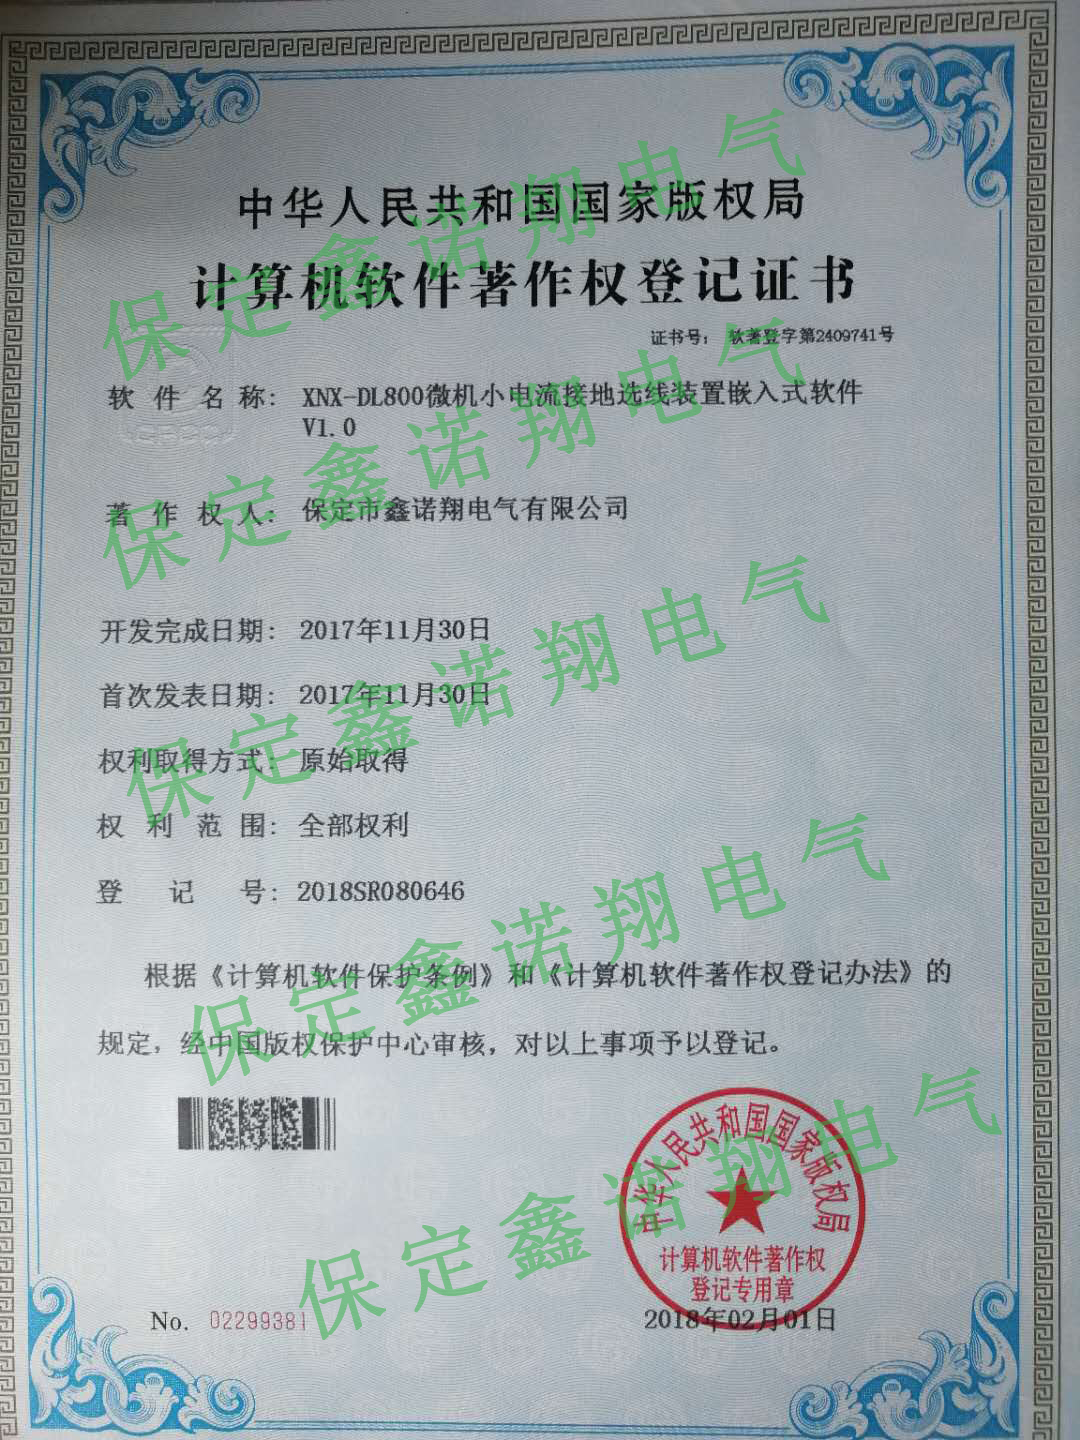 中华人民共和国国家版权局
计算机软件著作权登记证书
证书号： 软著登字第2409741号
软件名称： XNX-DL800微机小电流接地选线装置嵌入式软件
V1.0
著作权人： 保定市鑫诺翔电气有限公司
开发完成日期： 2017年11月30日
首次发表日期： 2017年11月30日
权利取得方式： 原始取得
权利范围： 全部权利
登记号： 2018SR080646
根据《计算机软件保护条例》和《计算机软件著作权登记办法》的
规定，经中国版权保护中心审核，对以上事项予以登记。
中华人民共和国国家版权局
计算机软件著作权
登记专用章
No. 02299381
2018年02月01日
保定鑫诺翔电气
保定鑫诺翔电气
保定鑫诺翔电气
保定鑫诺翔电气
保定鑫诺翔电气